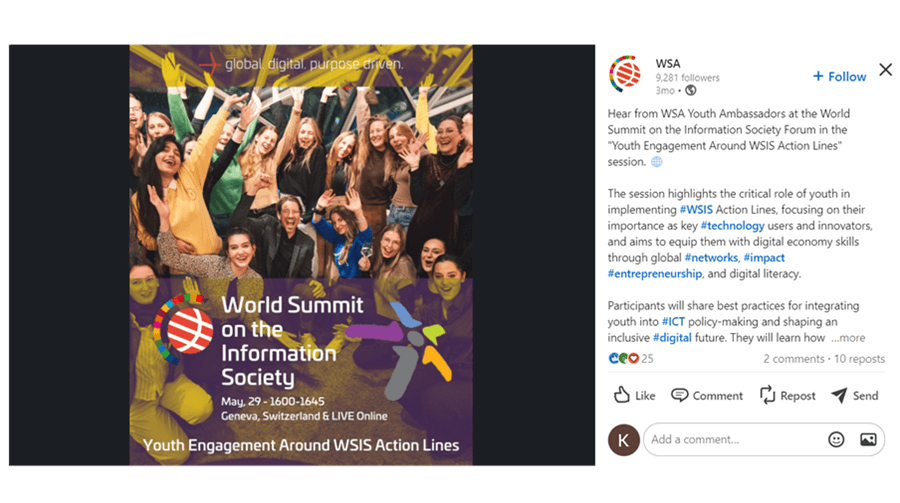 global. digital. purpose driven.
World Summit
on the
Information
Society
May, 29 - 1600-1645
Geneva, Switzerland & LIVE Online
Youth Engagement Around WSIS Action Lines
WSA
9,281 followers
3mo •
+ Follow
Hear from WSA Youth Ambassadors at the World
Summit on the Information Society Forum in the
"Youth Engagement Around WSIS Action Lines"
session.
The session highlights the critical role of youth in
implementing #WSIS Action Lines, focusing on their
importance as key #technology users and innovators,
and aims to equip them with digital economy skills
through global #networks, #impact
#entrepreneurship, and digital literacy.
Participants will share best practices for integrating
youth into #ICT policy-making and shaping an
inclusive #digital future. They will learn how ...more
25
2 comments • 10 reposts
Like
Comment
Repost
Send
K
Add a comment...